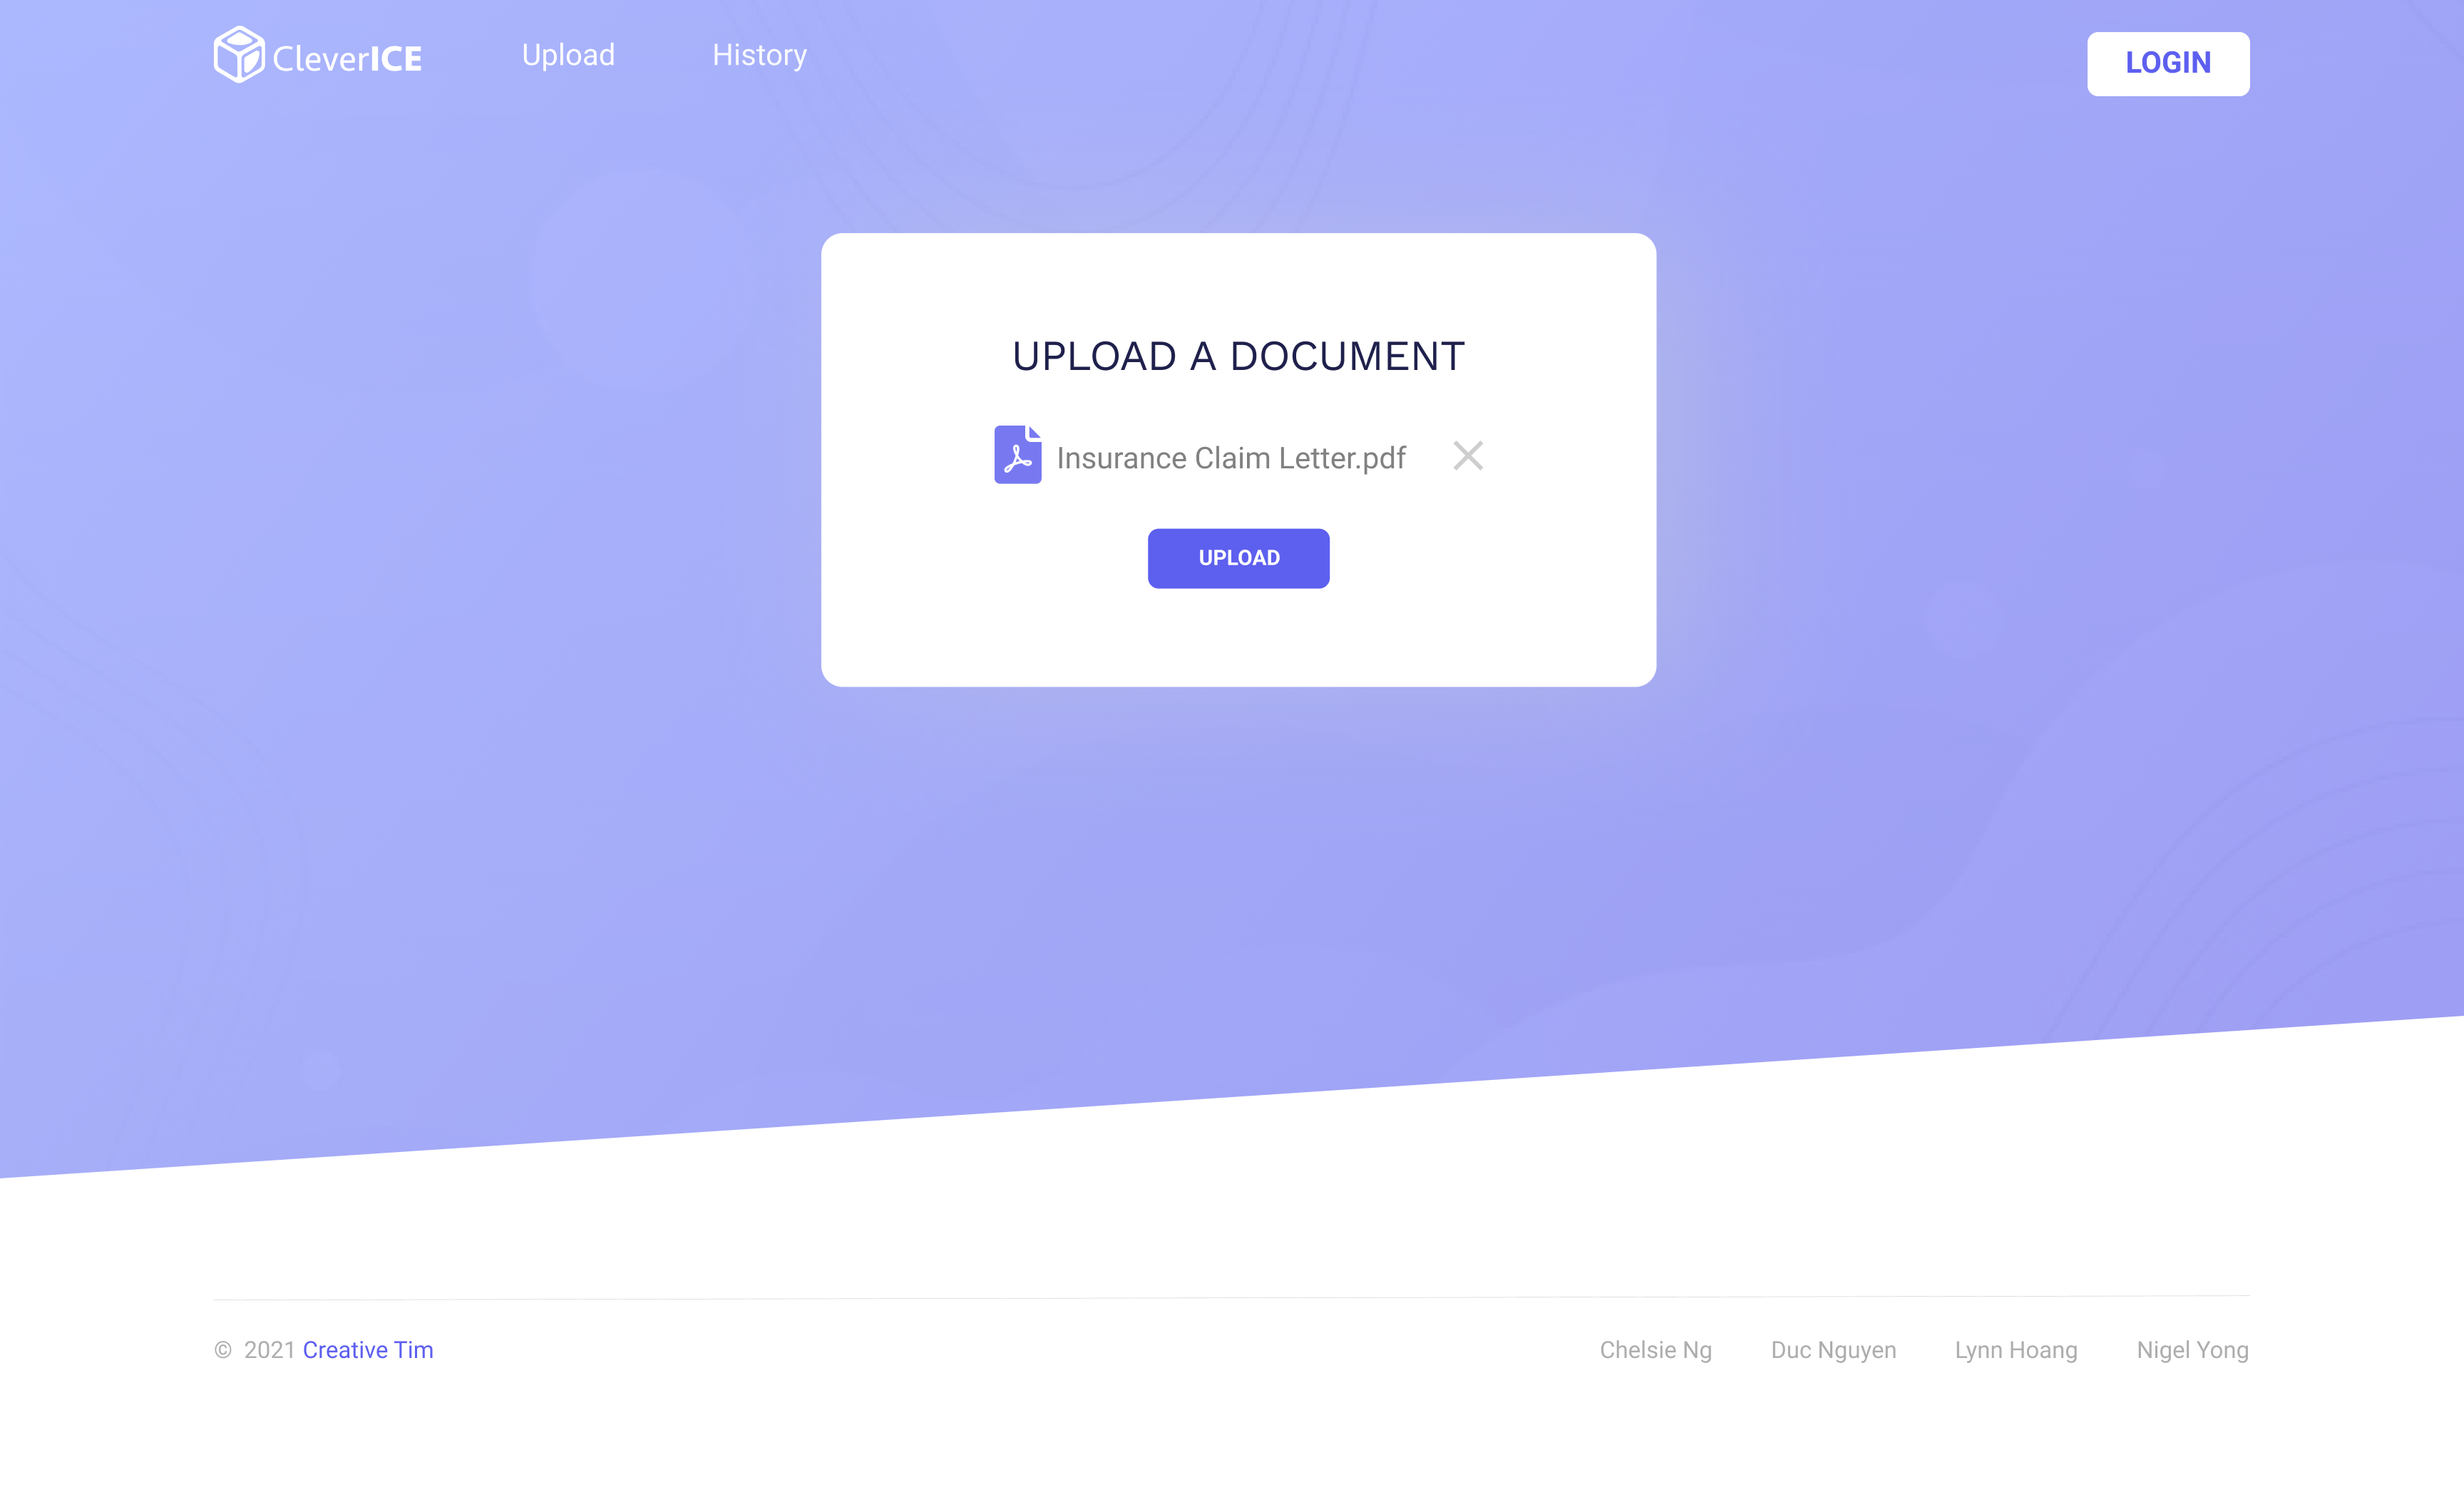 CleverICE
Upload
History
LOGIN
UPLOAD A DOCUMENT
Insurance Claim Letter.pdf
UPLOAD
© 2021 Creative Tim
Chelsie Ng
Duc Nguyen
Lynn Hoang
Nigel Yong